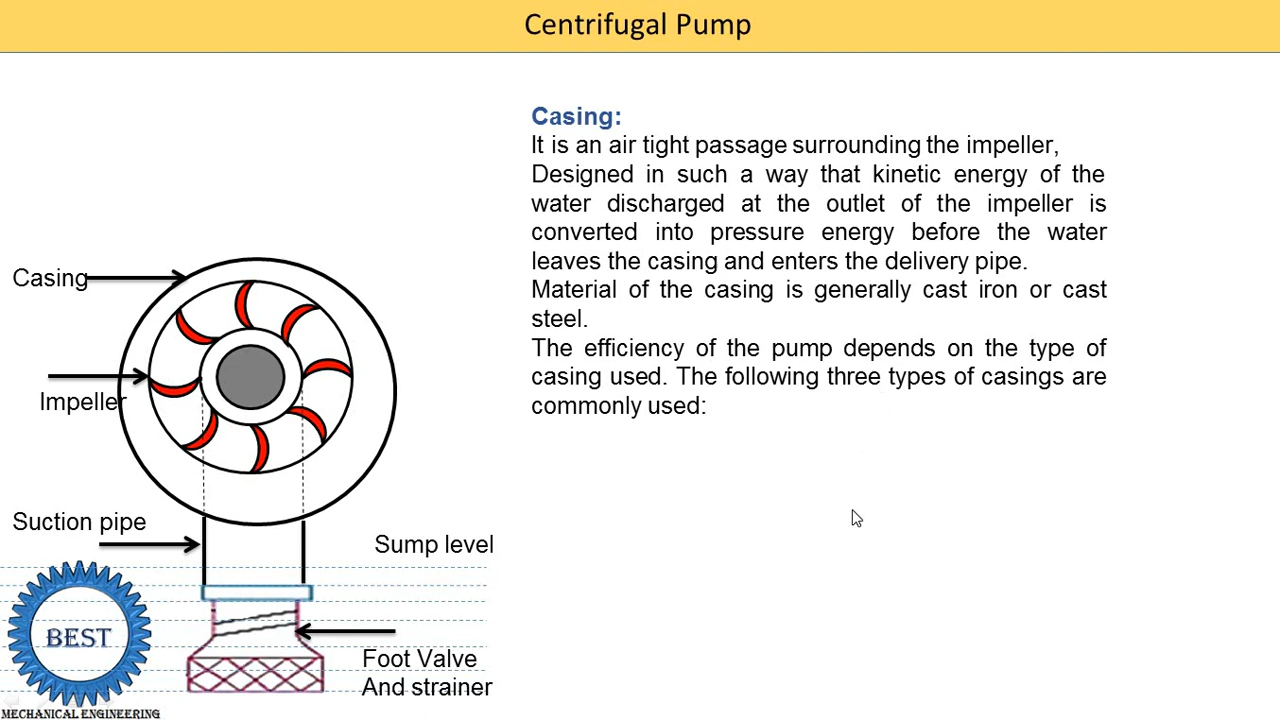 Centrifugal Pump
Casing:
It is an air tight passage surrounding the impeller,
Designed in such a way that kinetic energy of the
water discharged at the outlet of the impeller is
converted into pressure energy before the water
leaves the casing and enters the delivery pipe.
Material of the casing is generally cast iron or cast
steel.
The efficiency of the pump depends on the type of
casing used. The following three types of casings are
commonly used:
Casing
Impeller
Suction pipe
Sump level
Foot Valve
And strainer
BEST
MECHANICAL ENGINEERING